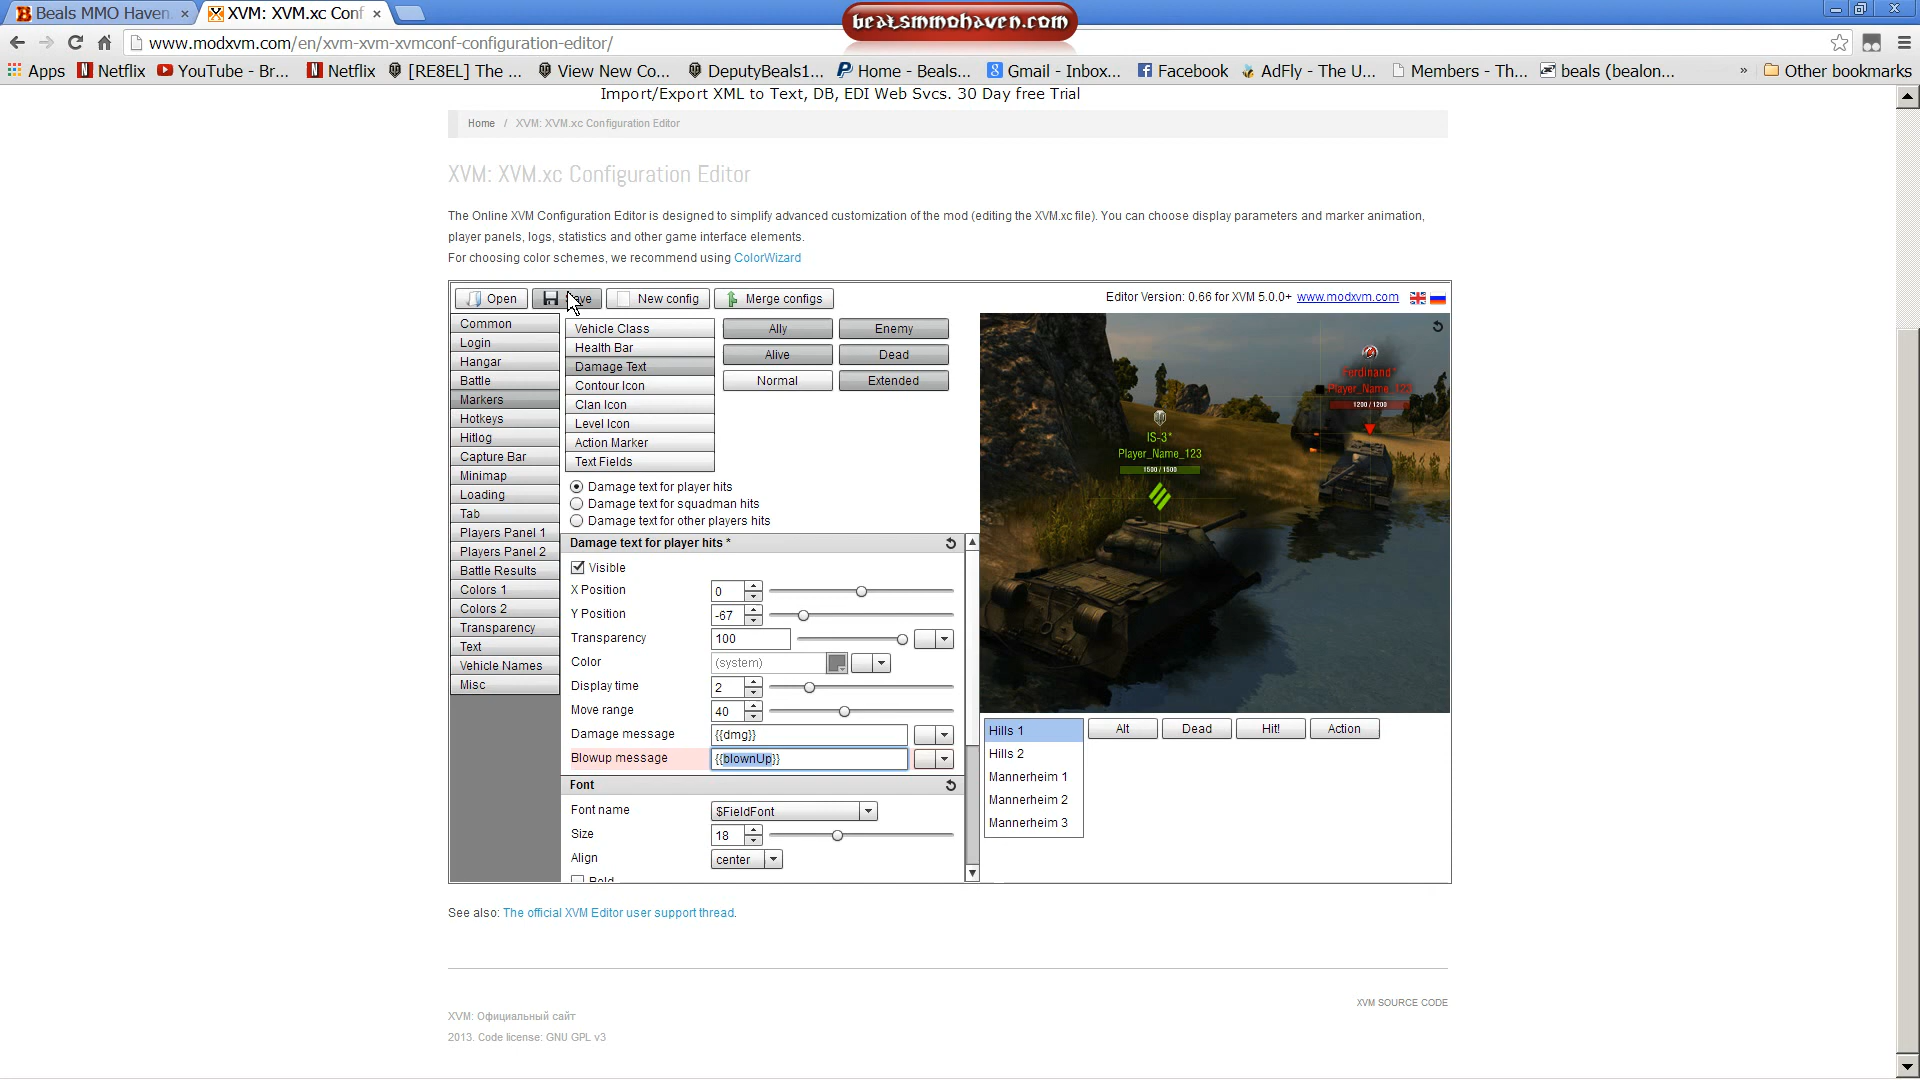 Beals MMO Haven
XVM: XVM.xc Conf
bealsmmohaven.com
www.modxvm.com/en/xvm-xvm-xvmconf-configuration-editor/
Apps Netflix YouTube - Br... Netflix [RE8EL] The ... View New Co... DeputyBeals1... Home - Beals... Gmail - Inbox... Facebook AdFly - The U... Members - Th... beals (bealon... » Other bookmarks
Import/Export XML to Text, DB, EDI Web Svcs. 30 Day free Trial
Home / XVM: XVM.xc Configuration Editor
XVM: XVM.xc Configuration Editor
The Online XVM Configuration Editor is designed to simplify advanced customization of the mod (editing the XVM.xc file). You can choose display parameters and marker animation,
player panels, logs, statistics and other game interface elements.
For choosing color schemes, we recommend using ColorWizard
Open
New config
Merge configs
Editor Version: 0.66 for XVM 5.0.0+ www.modxvm.com
Common
Login
Hangar
Battle
Markers
Hotkeys
Hitlog
Capture Bar
Minimap
Loading
Tab
Players Panel 1
Players Panel 2
Battle Results
Colors 1
Colors 2
Transparency
Text
Vehicle Names
Misc
Vehicle Class
Health Bar
Damage Text
Contour Icon
Clan Icon
Level Icon
Action Marker
Text Fields
Ally Enemy
Alive Dead
Normal Extended
Damage text for player hits
Damage text for squadman hits
Damage text for other players hits
Damage text for player hits *
Visible
X Position 0
Y Position -67
Transparency 100
Color (system)
Display time 2
Move range 40
Damage message {{dmg}}
Blowup message {{blownUp}}
Font
Font name $FieldFont
Size 18
Align center
Bold
Ferdinand*
Player_Name_123
1200 / 1200
IS-3*
Player_Name_123
1500 / 1500
Hills 1
Hills 2
Mannerheim 1
Mannerheim 2
Mannerheim 3
Alt Dead Hit! Action
See also: The official XVM Editor user support thread.
XVM SOURCE CODE
XVM: Официальный сайт
2013. Code license: GNU GPL v3